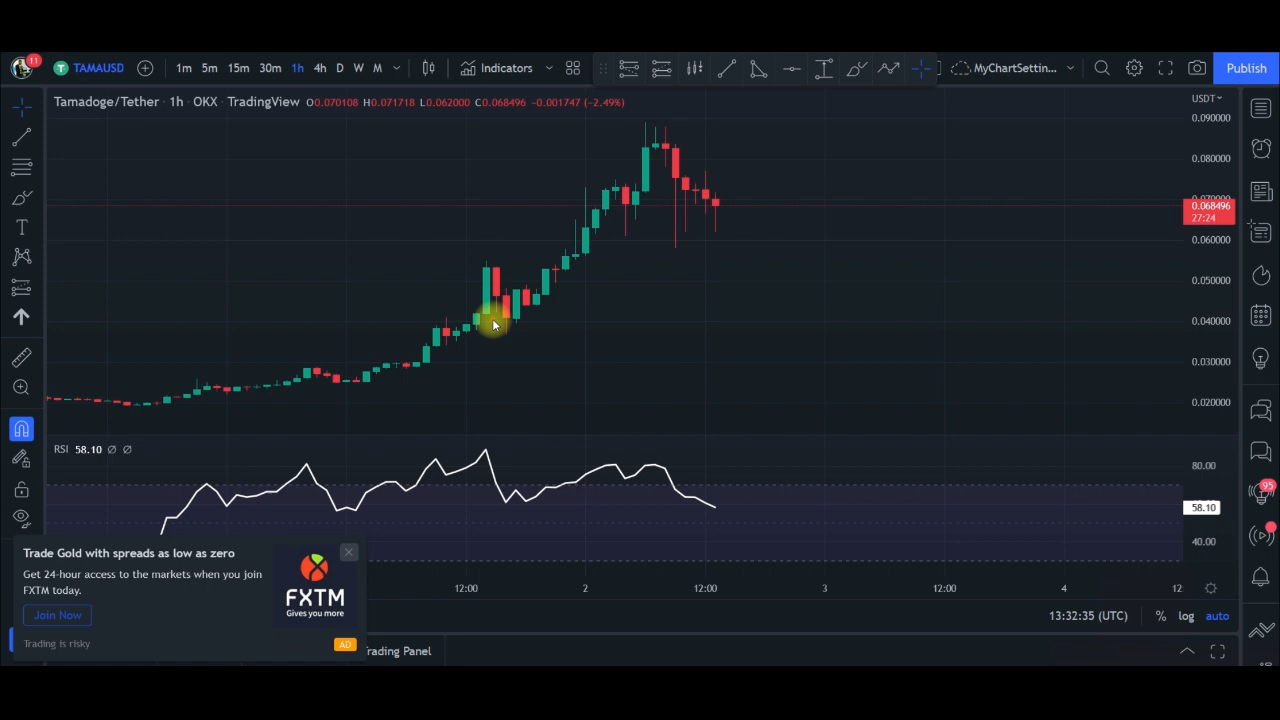 11
TAMAUSD
1m 5m 15m 30m 1h 4h D W M
Indicators
MyChartSettin...
Publish
Tamadoge/Tether · 1h · OKX · TradingView O0.070108 H0.071718 L0.062000 C0.068496 -0.001747 (-2.49%)
USDT
0.090000
0.080000
0.068496
27:24
0.060000
0.050000
0.040000
0.030000
0.020000
RSI 58.10 Ø Ø
80.00
95
58.10
40.00
Trade Gold with spreads as low as zero
Get 24-hour access to the markets when you join
FXTM today.
Join Now
FXTM
Gives you more
Trading is risky
AD
12:00 2 12:00 3 12:00 4 12
13:32:35 (UTC) % log auto
Trading Panel